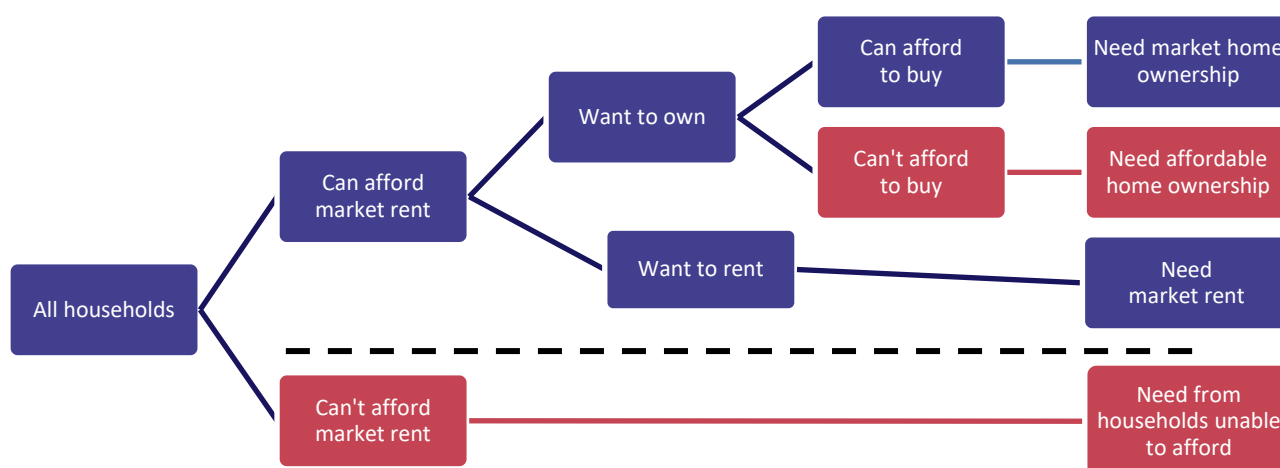 Can afford
to buy
Need market home
ownership
Want to own
Can't afford
to buy
Need affordable
home ownership
Can afford
market rent
Want to rent
Need
market rent
All households
Can't afford
market rent
Need from
households unable
to afford